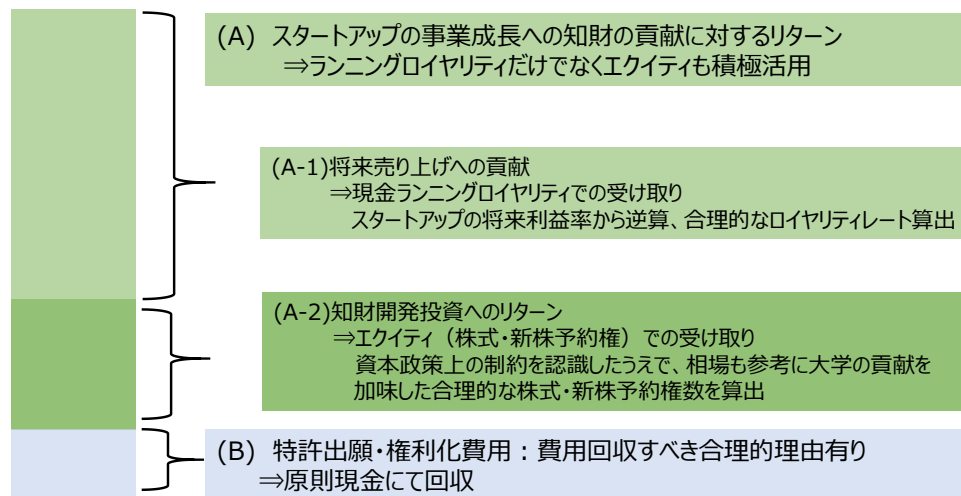 (A) スタートアップの事業成長への知財の貢献に対するリターン
⇒ランニングロイヤリティだけでなくエクイティも積極活用
(A-1)将来売り上げへの貢献
⇒現金ランニングロイヤリティでの受け取り
スタートアップの将来利益率から逆算、合理的なロイヤリティレート算出
(A-2)知財開発投資へのリターン
⇒エクイティ（株式・新株予約権）での受け取り
資本政策上の制約を認識したうえで、相場も参考に大学の貢献を
加味した合理的な株式・新株予約権数を算出
(B) 特許出願・権利化費用：費用回収すべき合理的理由有り
⇒原則現金にて回収